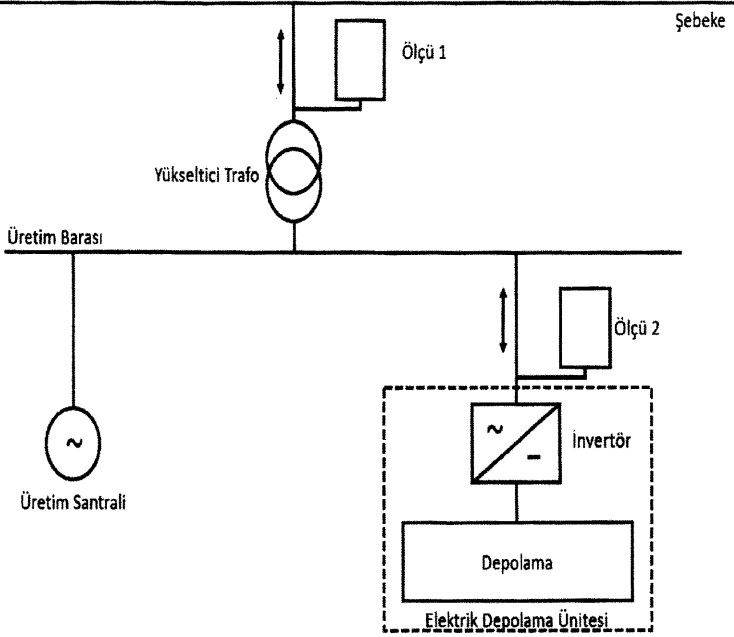 Şebeke
Ölçü 1
Yükseltici Trafo
Üretim Barası
Ölçü 2
~
~
İnvertör
-
Üretim Santrali
Depolama
Elektrik Depolama Ünitesi